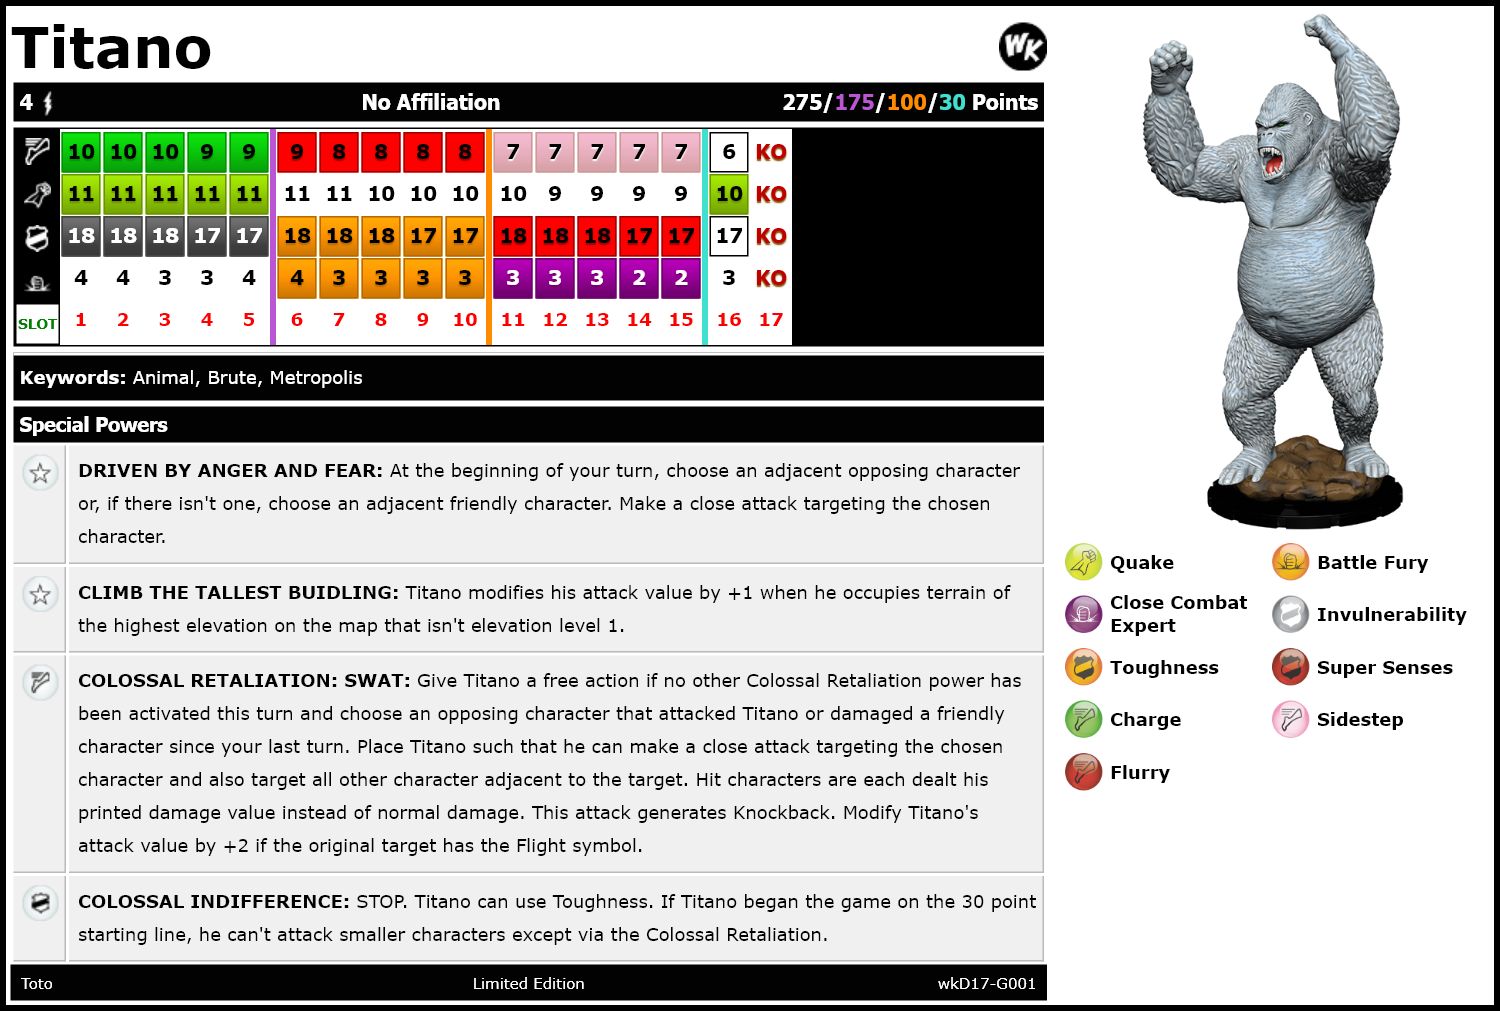 Titano
WK
4 No Affiliation 275/175/100/30 Points
10 10 10 9 9 9 8 8 8 8 7 7 7 7 7 6 KO
11 11 11 11 11 11 11 10 10 10 10 9 9 9 9 10 KO
18 18 18 17 17 18 18 18 17 17 18 18 18 17 17 17 KO
4 4 3 3 4 4 3 3 3 3 3 3 3 2 2 3 KO
SLOT 1 2 3 4 5 6 7 8 9 10 11 12 13 14 15 16 17
Keywords: Animal, Brute, Metropolis
Special Powers
DRIVEN BY ANGER AND FEAR: At the beginning of your turn, choose an adjacent opposing character
or, if there isn't one, choose an adjacent friendly character. Make a close attack targeting the chosen
character.
CLIMB THE TALLEST BUIDLING: Titano modifies his attack value by +1 when he occupies terrain of
the highest elevation on the map that isn't elevation level 1.
COLOSSAL RETALIATION: SWAT: Give Titano a free action if no other Colossal Retaliation power has
been activated this turn and choose an opposing character that attacked Titano or damaged a friendly
character since your last turn. Place Titano such that he can make a close attack targeting the chosen
character and also target all other character adjacent to the target. Hit characters are each dealt his
printed damage value instead of normal damage. This attack generates Knockback. Modify Titano's
attack value by +2 if the original target has the Flight symbol.
COLOSSAL INDIFFERENCE: STOP. Titano can use Toughness. If Titano began the game on the 30 point
starting line, he can't attack smaller characters except via the Colossal Retaliation.
Toto Limited Edition wkD17-G001
Quake Battle Fury
Close Combat
Expert
Invulnerability
Toughness Super Senses
Charge Sidestep
Flurry